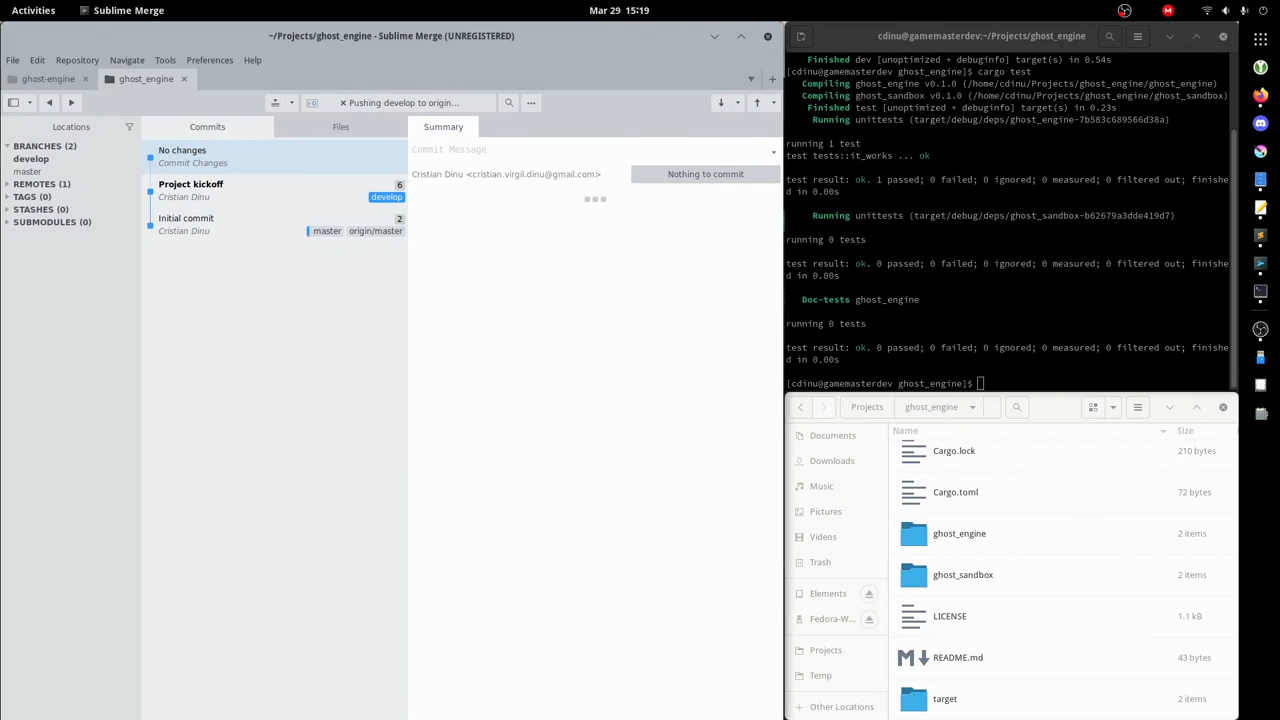 Activities
Sublime Merge
Mar 29 15:19
~/Projects/ghost_engine - Sublime Merge (UNREGISTERED)
File Edit Repository Navigate Tools Preferences Help
ghost-engine
ghost_engine
Pushing develop to origin...
Locations
Commits
Files
Summary
BRANCHES (2)
develop
master
REMOTES (1)
TAGS (0)
STASHES (0)
SUBMODULES (0)
No changes
Commit Changes
Project kickoff 6
Cristian Dinu develop
Initial commit 2
Cristian Dinu master origin/master
Commit Message
Cristian Dinu <cristian.virgil.dinu@gmail.com>
Nothing to commit
cdinu@gamemasterdev:~/Projects/ghost_engine
Finished dev [unoptimized + debuginfo] target(s) in 0.54s
[cdinu@gamemasterdev ghost_engine]$ cargo test
Compiling ghost_engine v0.1.0 (/home/cdinu/Projects/ghost_engine/ghost_engine)
Compiling ghost_sandbox v0.1.0 (/home/cdinu/Projects/ghost_engine/ghost_sandbox)
Finished test [unoptimized + debuginfo] target(s) in 0.23s
Running unittests (target/debug/deps/ghost_engine-7b583c689566d38a)
running 1 test
test tests::it_works ... ok
test result: ok. 1 passed; 0 failed; 0 ignored; 0 measured; 0 filtered out; finishe
d in 0.00s
Running unittests (target/debug/deps/ghost_sandbox-b62679a3dde419d7)
running 0 tests
test result: ok. 0 passed; 0 failed; 0 ignored; 0 measured; 0 filtered out; finishe
d in 0.00s
Doc-tests ghost_engine
running 0 tests
test result: ok. 0 passed; 0 failed; 0 ignored; 0 measured; 0 filtered out; finishe
d in 0.00s
[cdinu@gamemasterdev ghost_engine]$
Projects
ghost_engine
Documents
Downloads
Music
Pictures
Videos
Trash
Elements
Fedora-W...
Projects
Temp
Other Locations
Name Size
Cargo.lock 210 bytes
Cargo.toml 72 bytes
ghost_engine 2 items
ghost_sandbox 2 items
LICENSE 1.1 kB
README.md 43 bytes
target 2 items